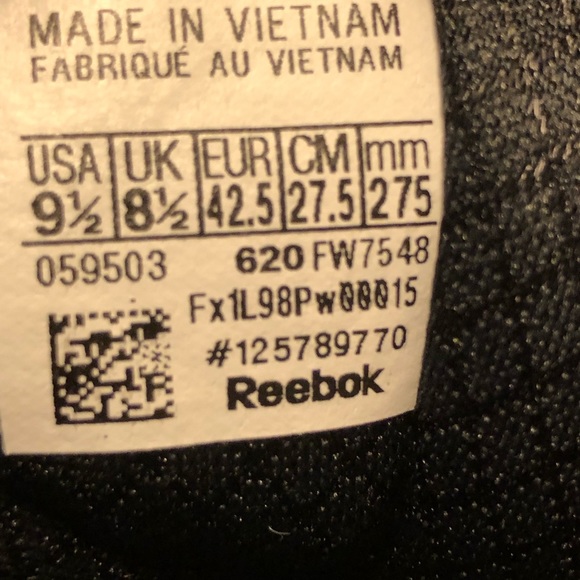 MADE IN VIETNAM
FABRIQUÉ AU VIETNAM
USA UK EUR CM mm
9½ 8½ 42.5 27.5 275
059503 620 FW7548
Fx1L98Pw00015
#125789770
Reebok